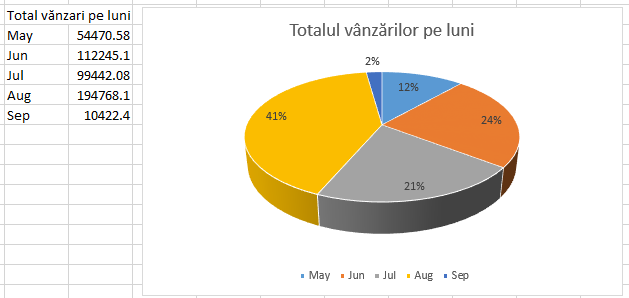 Total vănzari pe luni
May 54470.58
Jun 112245.1
Jul 99442.08
Aug 194768.1
Sep 10422.4
Totalul vânzărilor pe luni
2%
12%
41%
24%
21%
May Jun Jul Aug Sep